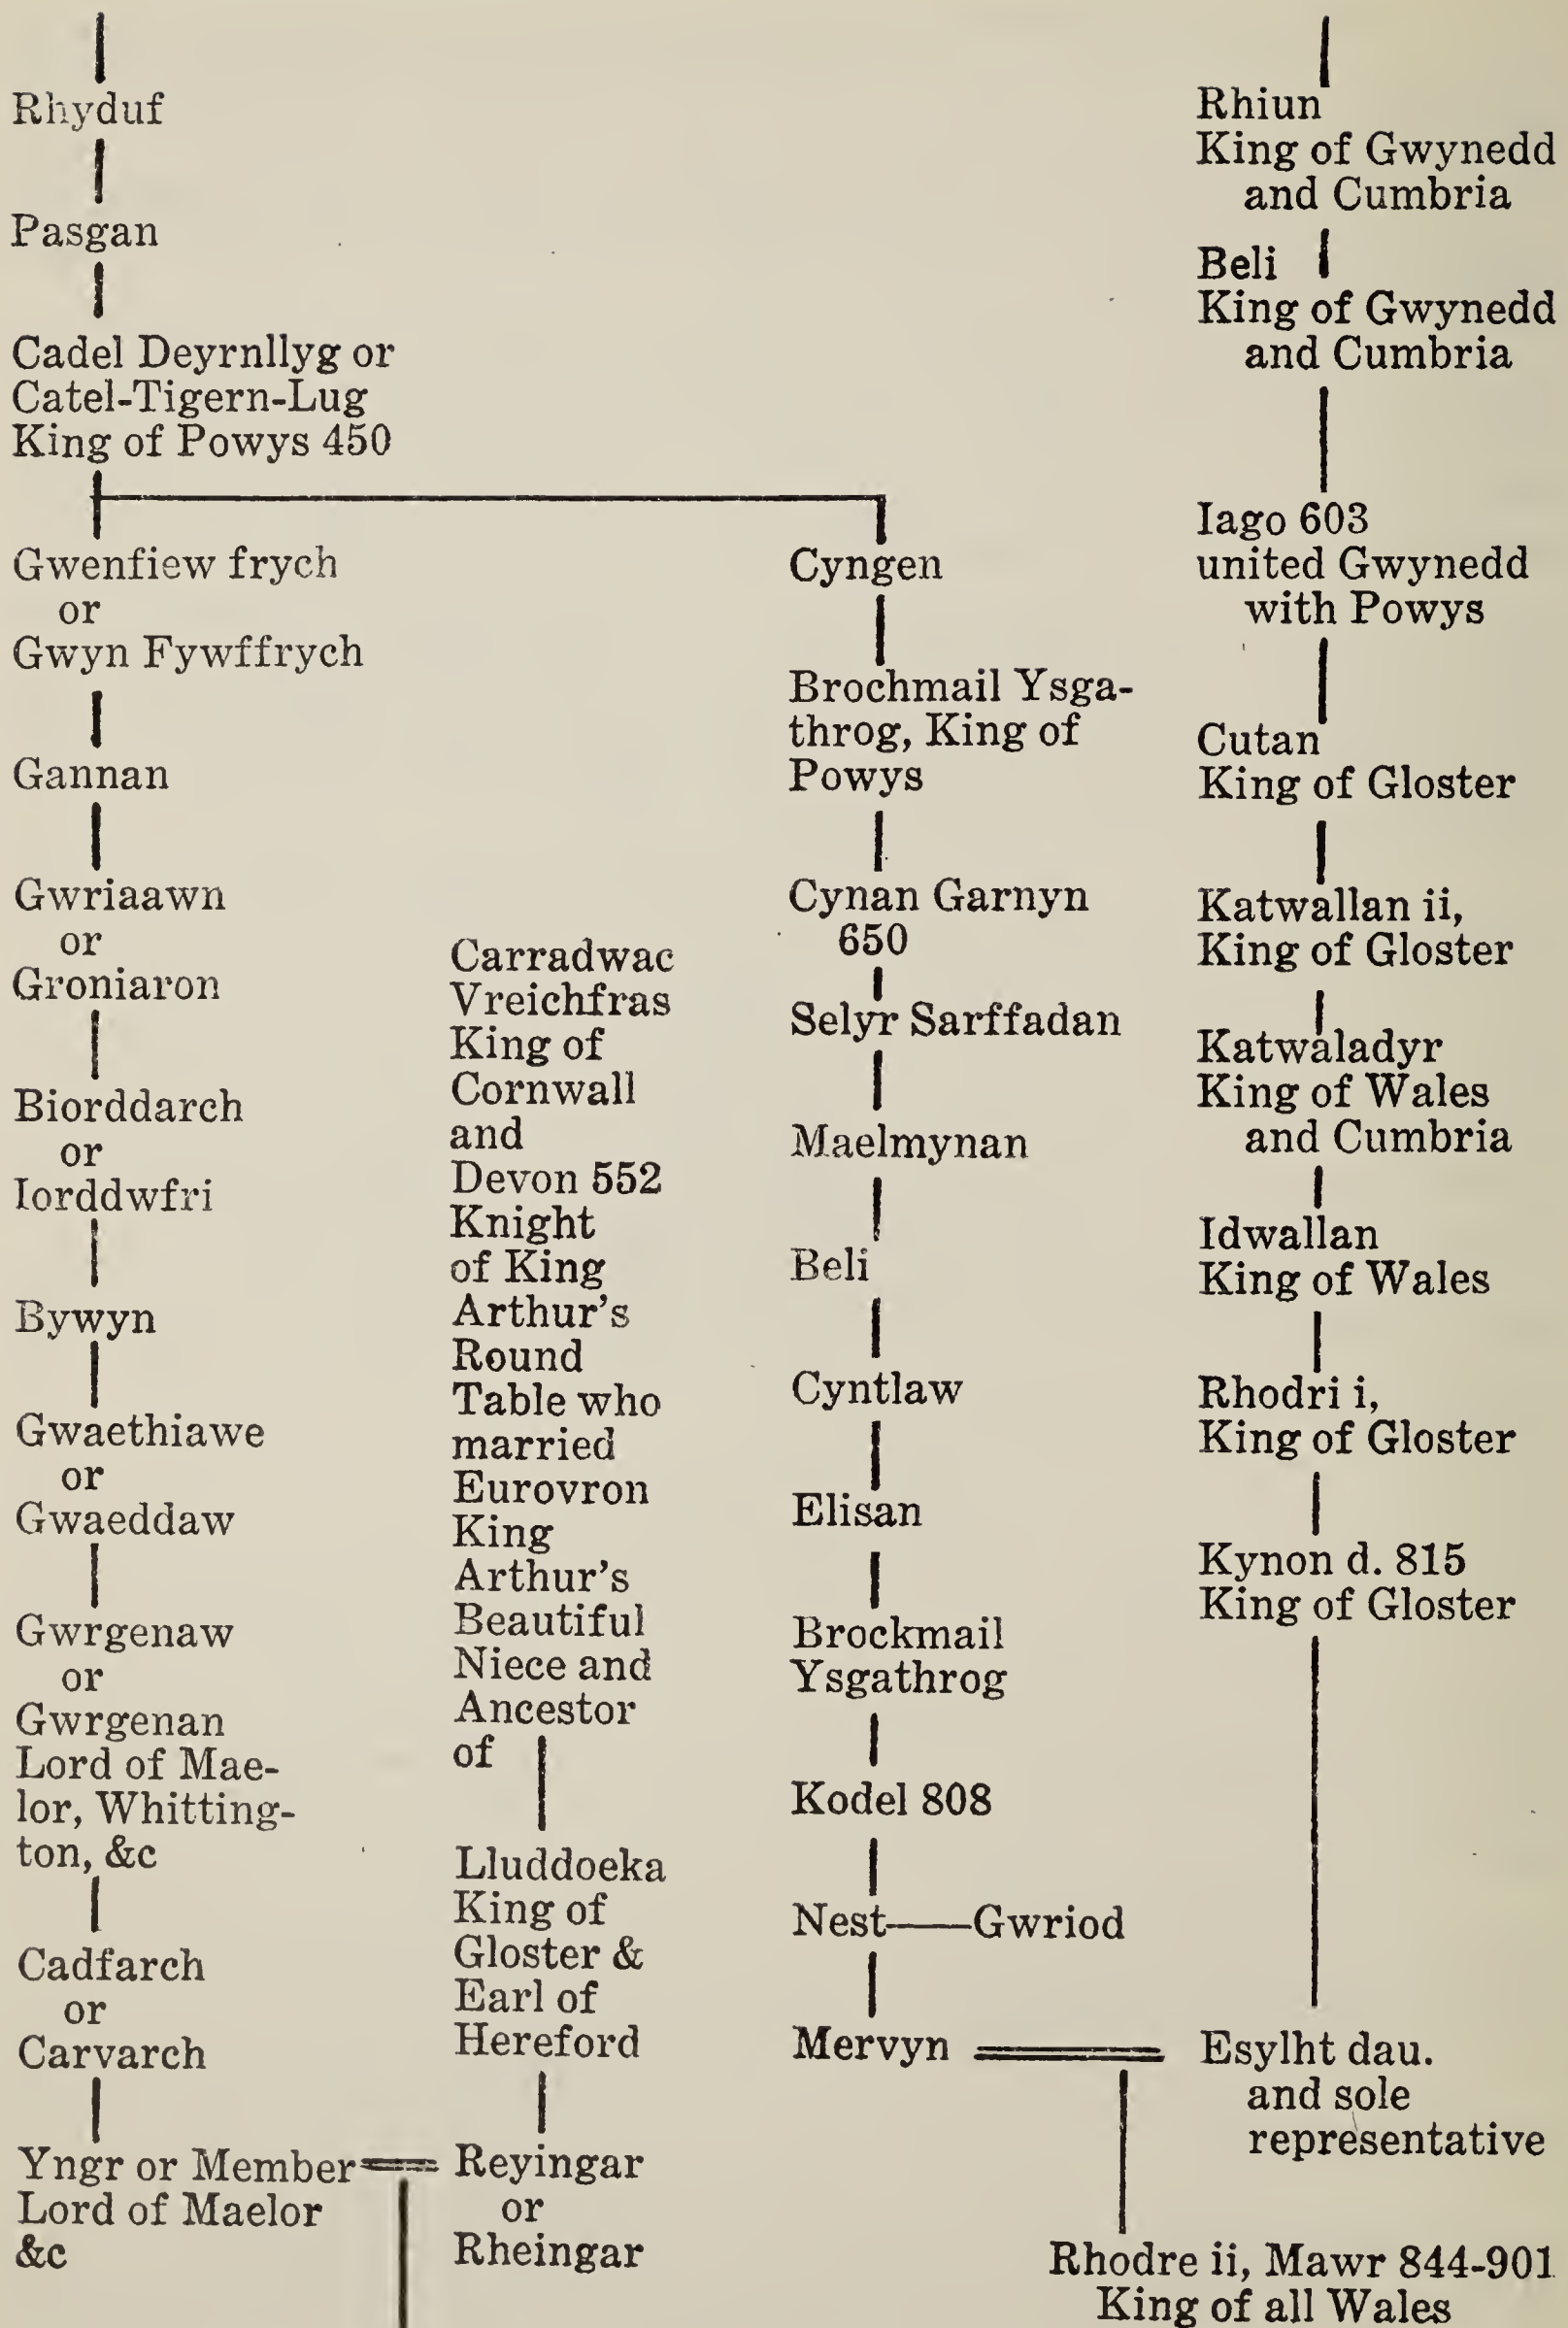 Rhyduf
Pasgan
Cadel Deyrnllyg or
Catel-Tigern-Lug
King of Powys 450
Gwenfiew frych
or
Gwyn Fywffrych
Gannan
Gwriaawn
or
Groniaron
Biorddarch
or
Iorddwfri
Bywyn
Gwaethiawe
or
Gwaeddaw
Gwrgenaw
or
Gwrgenan
Lord of Mae-
lor, Whitting-
ton, &c
Cadfarch
or
Carvarch
Yngr or Member
Lord of Maelor
&c
Carradwac
Vreichfras
King of
Cornwall
and
Devon 552
Knight
of King
Arthur's
Round
Table who
married
Eurovron
King
Arthur's
Beautiful
Niece and
Ancestor
of
Lluddoeka
King of
Gloster &
Earl of
Hereford
Reyingar
or
Rheingar
Cyngen
Brochmail Ysga-
throg, King of
Powys
Cynan Garnyn
650
Selyr Sarffadan
Maelmynan
Beli
Cyntlaw
Elisan
Brockmail
Ysgathrog
Kodel 808
Nest——Gwriod
Mervyn
Rhiun
King of Gwynedd
and Cumbria
Beli
King of Gwynedd
and Cumbria
Iago 603
united Gwynedd
with Powys
Cutan
King of Gloster
Katwallan ii,
King of Gloster
Katwaladyr
King of Wales
and Cumbria
Idwallan
King of Wales
Rhodri i,
King of Gloster
Kynon d. 815
King of Gloster
Esylht dau.
and sole
representative
Rhodre ii, Mawr 844-901
King of all Wales